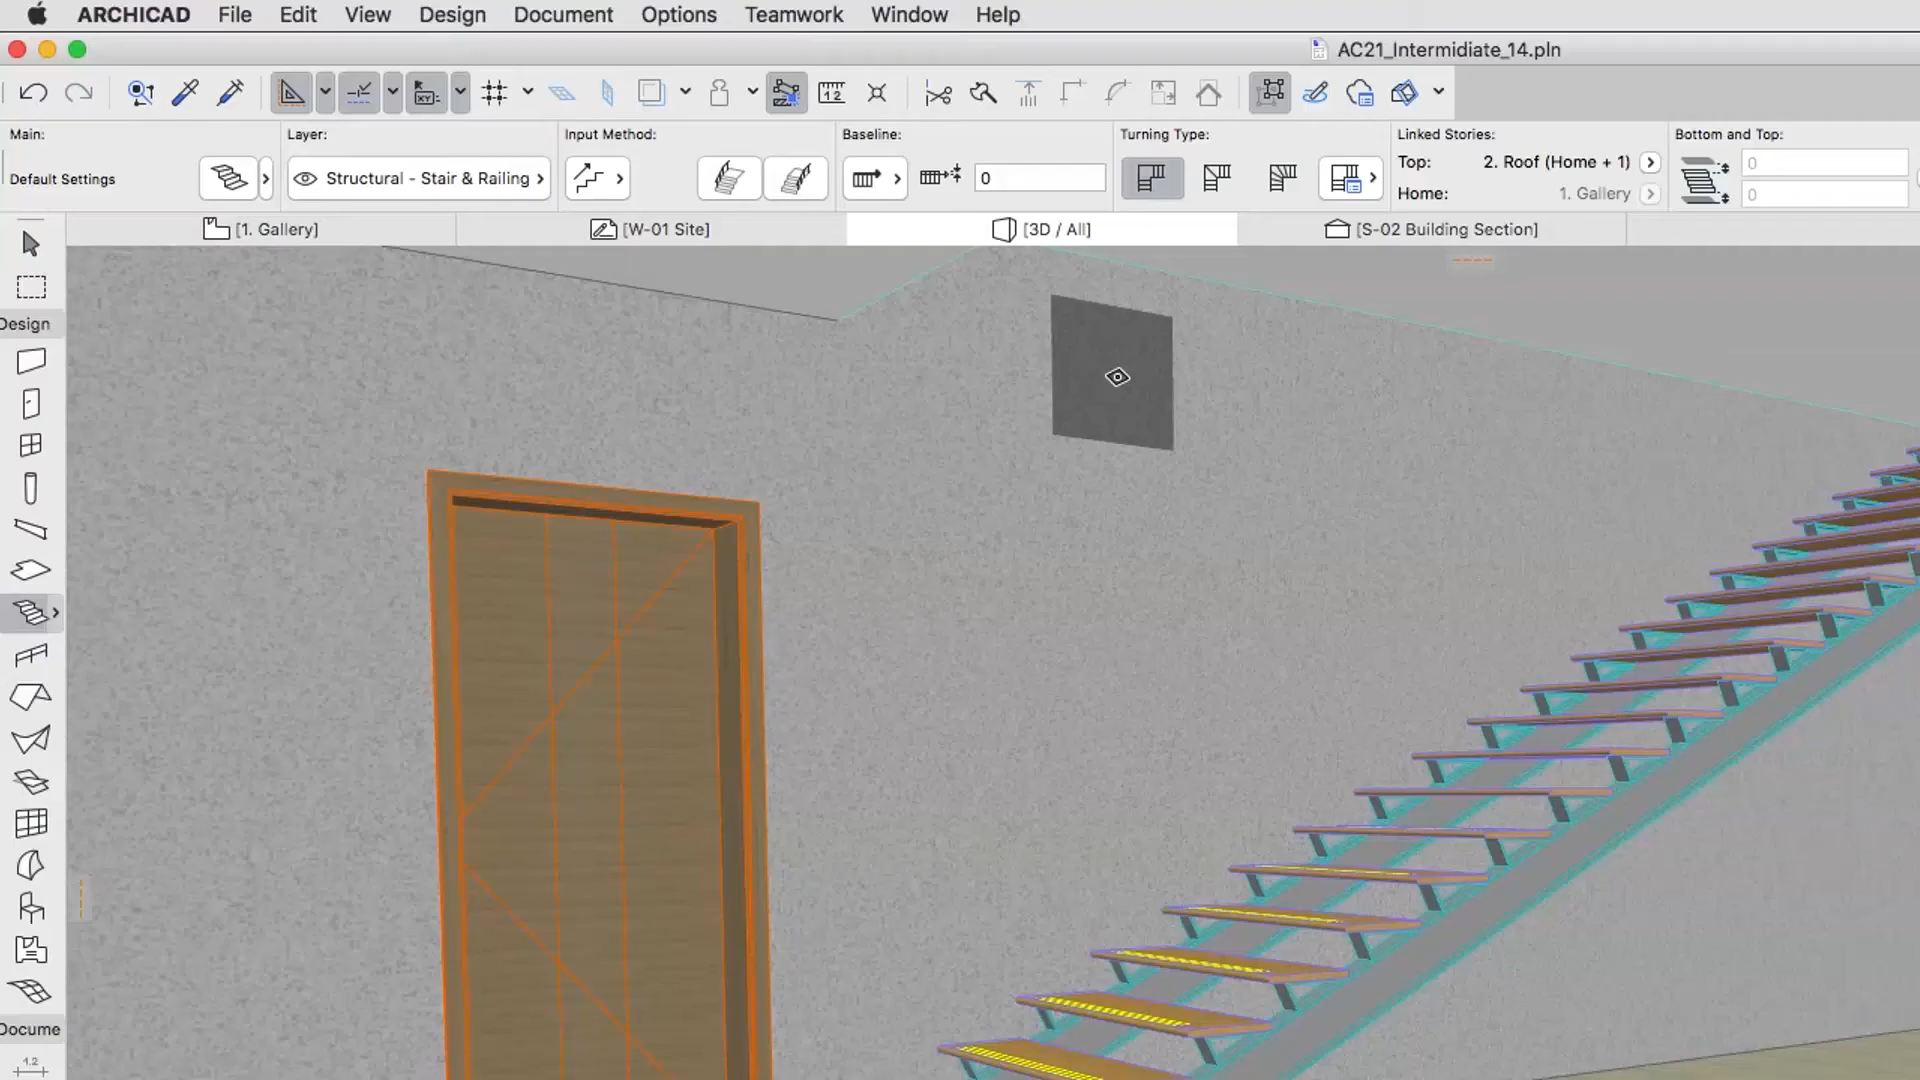 ARCHICAD File Edit View Design Document Options Teamwork Window Help
AC21_Intermidiate_14.pln
Main: Layer: Input Method: Baseline: Turning Type: Linked Stories: Bottom and Top:
Default Settings Structural - Stair & Railing 0 Top: 2. Roof (Home + 1) 0
Home: 1. Gallery 0
[1. Gallery] [W-01 Site] [3D / All] [S-02 Building Section]
Design
Docume
1.2